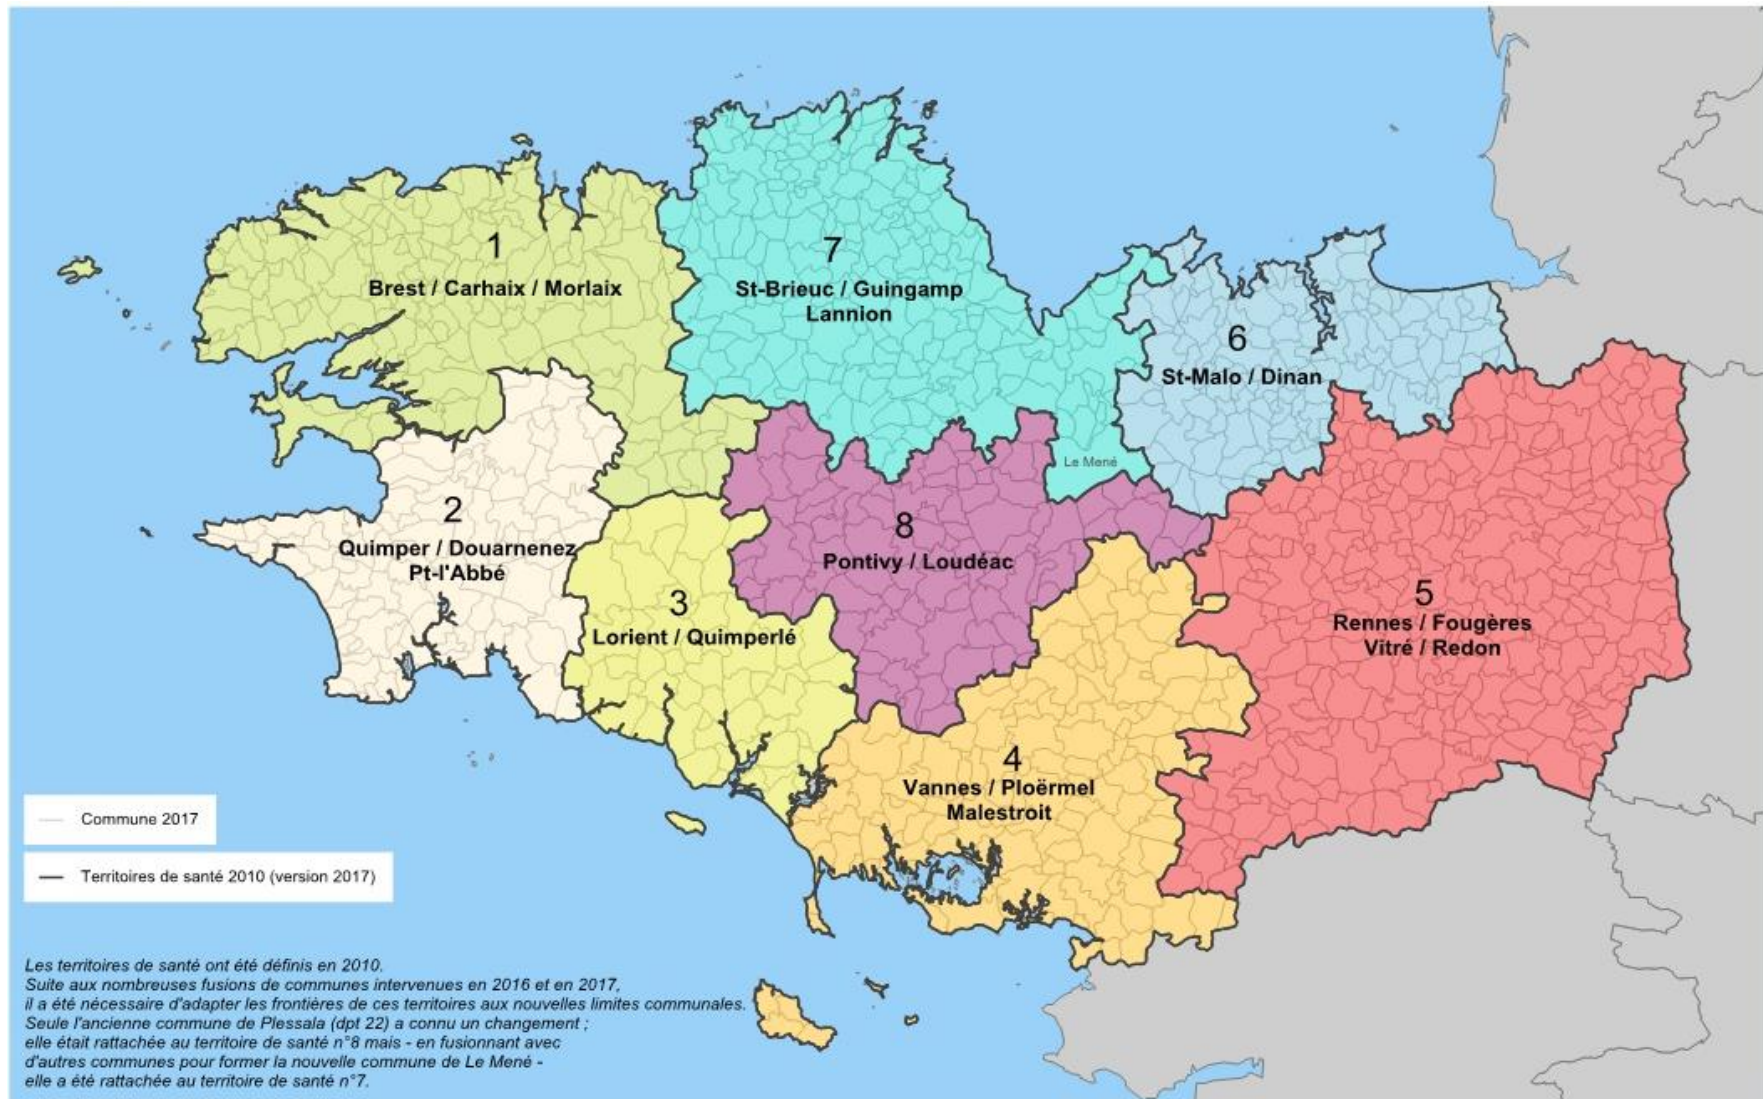 1
Brest / Carhaix / Morlaix
7
St-Brieuc / Guingamp
Lannion
6
St-Malo / Dinan
Le Mené
2
Quimper / Douarnenez
Pt-l'Abbé
8
Pontivy / Loudéac
3
Lorient / Quimperlé
5
Rennes / Fougères
Vitré / Redon
4
Vannes / Ploërmel
Malestroit
Commune 2017
Territoires de santé 2010 (version 2017)
Les territoires de santé ont été définis en 2010.
Suite aux nombreuses fusions de communes intervenues en 2016 et en 2017,
il a été nécessaire d'adapter les frontières de ces territoires aux nouvelles limites communales.
Seule l'ancienne commune de Plessala (dpt 22) a connu un changement ;
elle était rattachée au territoire de santé n°8 mais - en fusionnant avec
d'autres communes pour former la nouvelle commune de Le Mené -
elle a été rattachée au territoire de santé n°7.